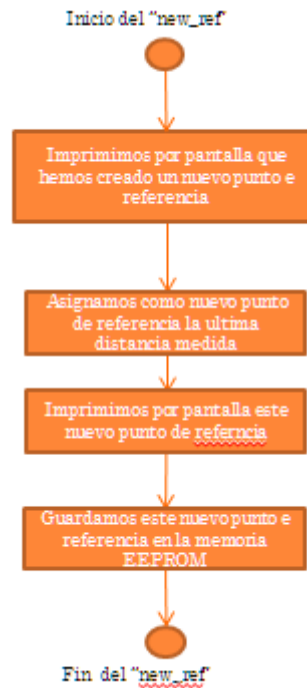 Inicio del "new_ref"
Imprimimos por pantalla que
hemos creado un nuevo punto e
referencia
Asignamos como nuevo punto
de referencia la ultima
distancia medida
Imprimimos por pantalla este
nuevo punto de referncia
Guardamos este nuevo punto e
referencia en la memoria
EEPROM
Fin del "new_ref"